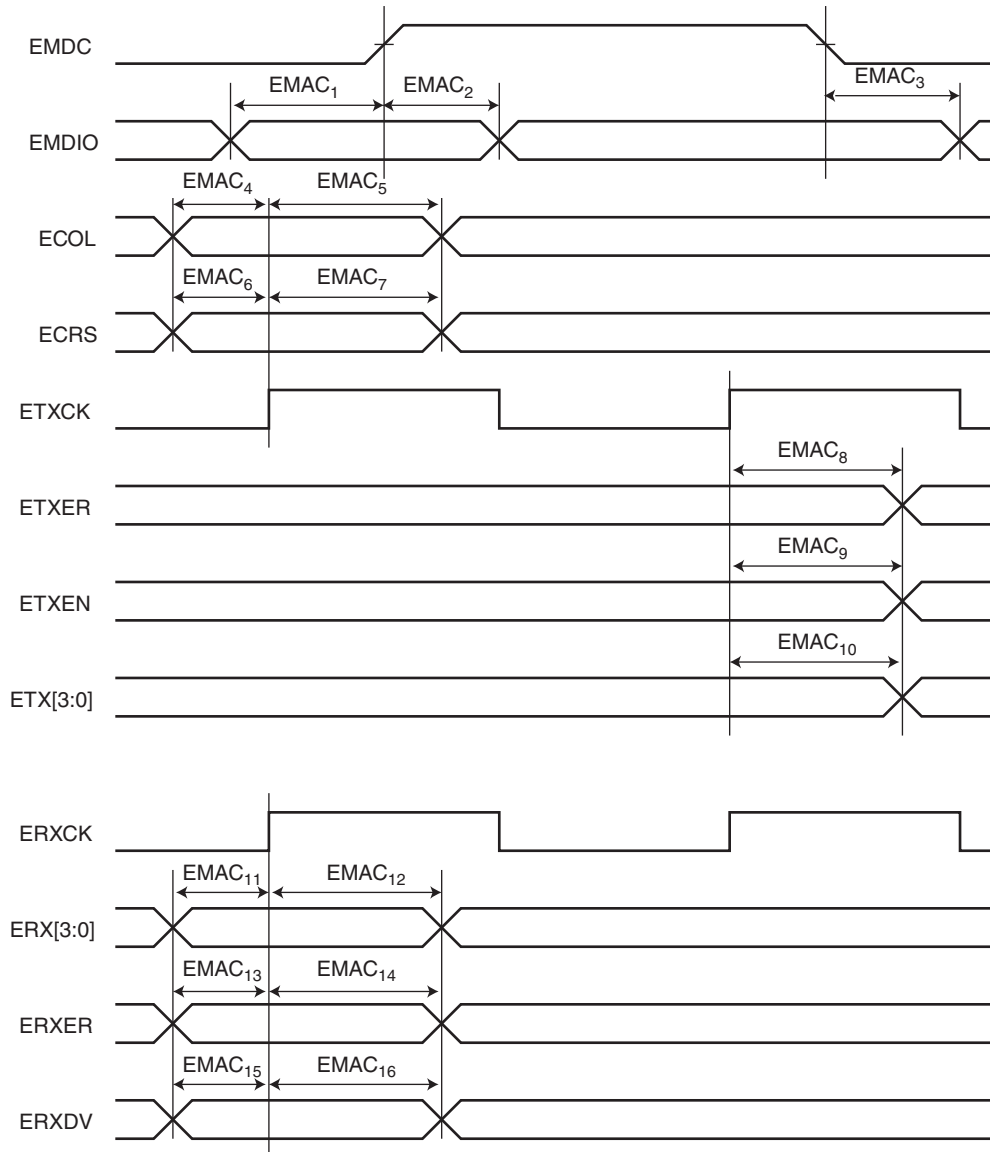 EMDC
EMAC1 EMAC2 EMAC3
EMDIO
EMAC4 EMAC5
ECOL
EMAC6 EMAC7
ECRS
ETXCK
EMAC8
ETXER
EMAC9
ETXEN
EMAC10
ETX[3:0]
ERXCK
EMAC11 EMAC12
ERX[3:0]
EMAC13 EMAC14
ERXER
EMAC15 EMAC16
ERXDV